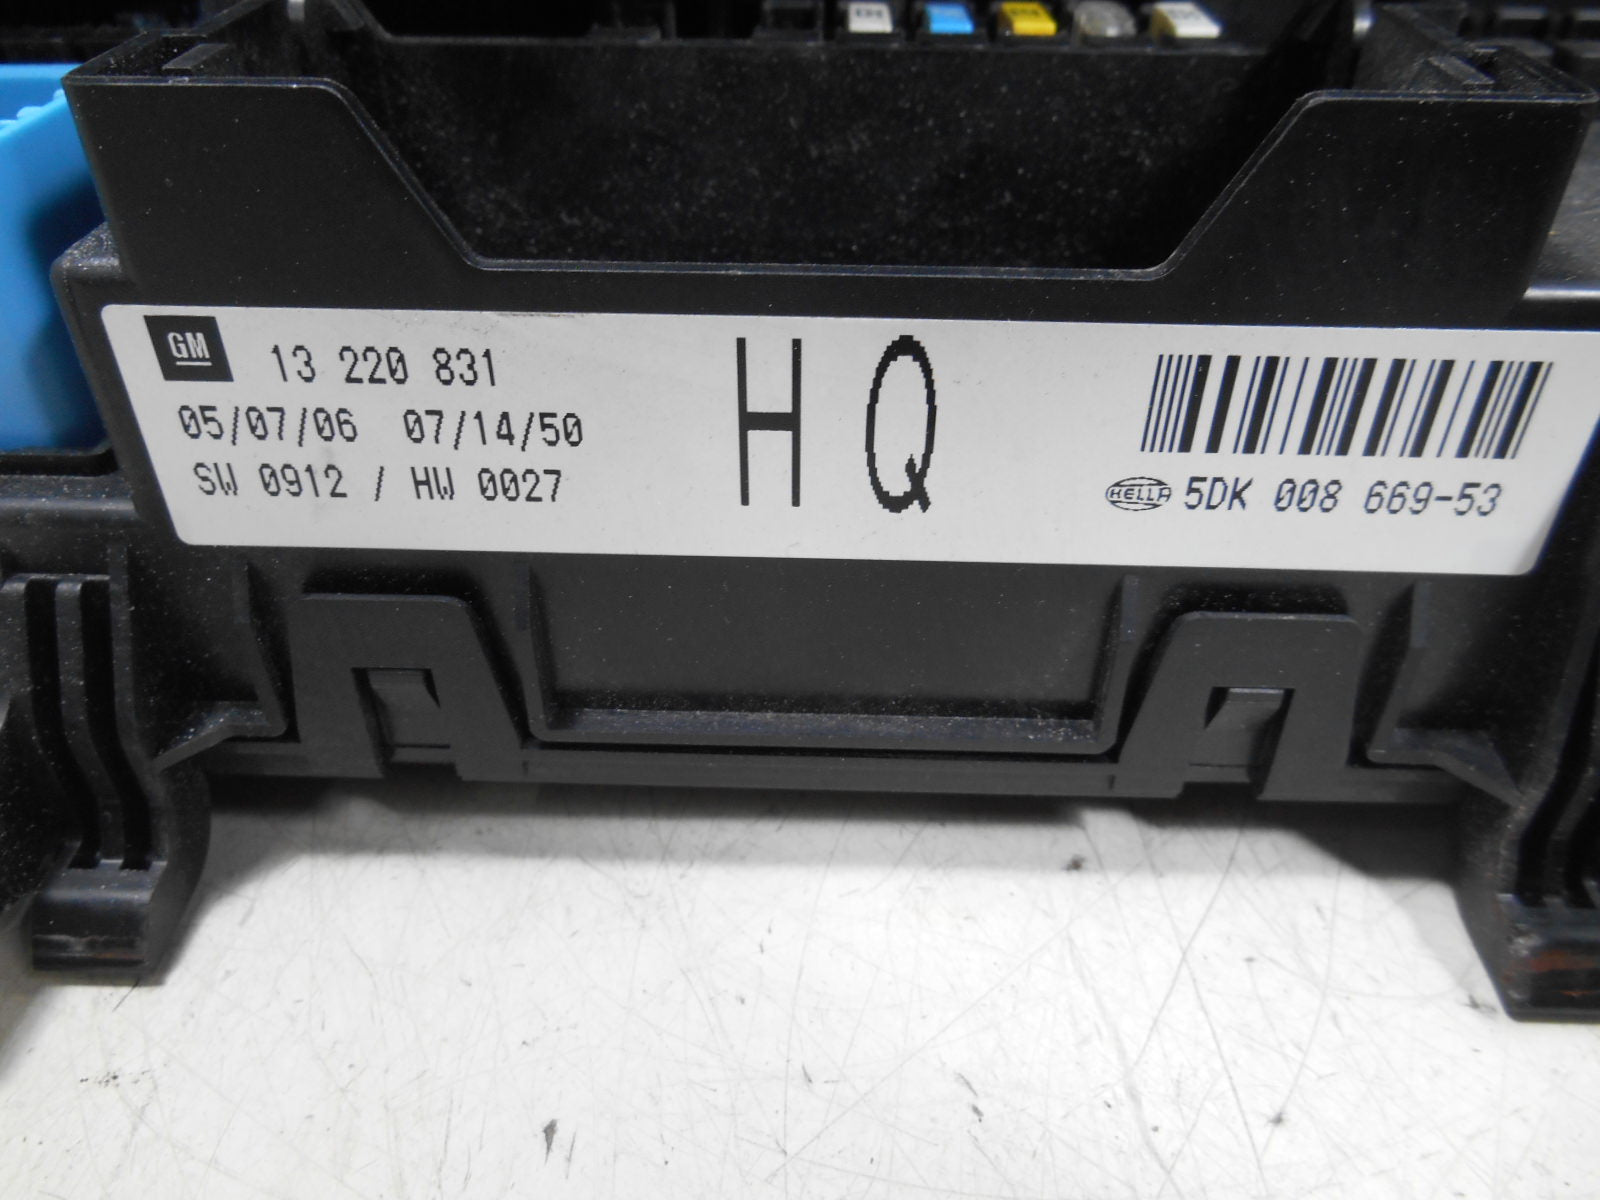 GM 13 220 831
05/07/06 07/14/50
SW 0912 / HW 0027
HQ
HELLA 5DK 008 669-53